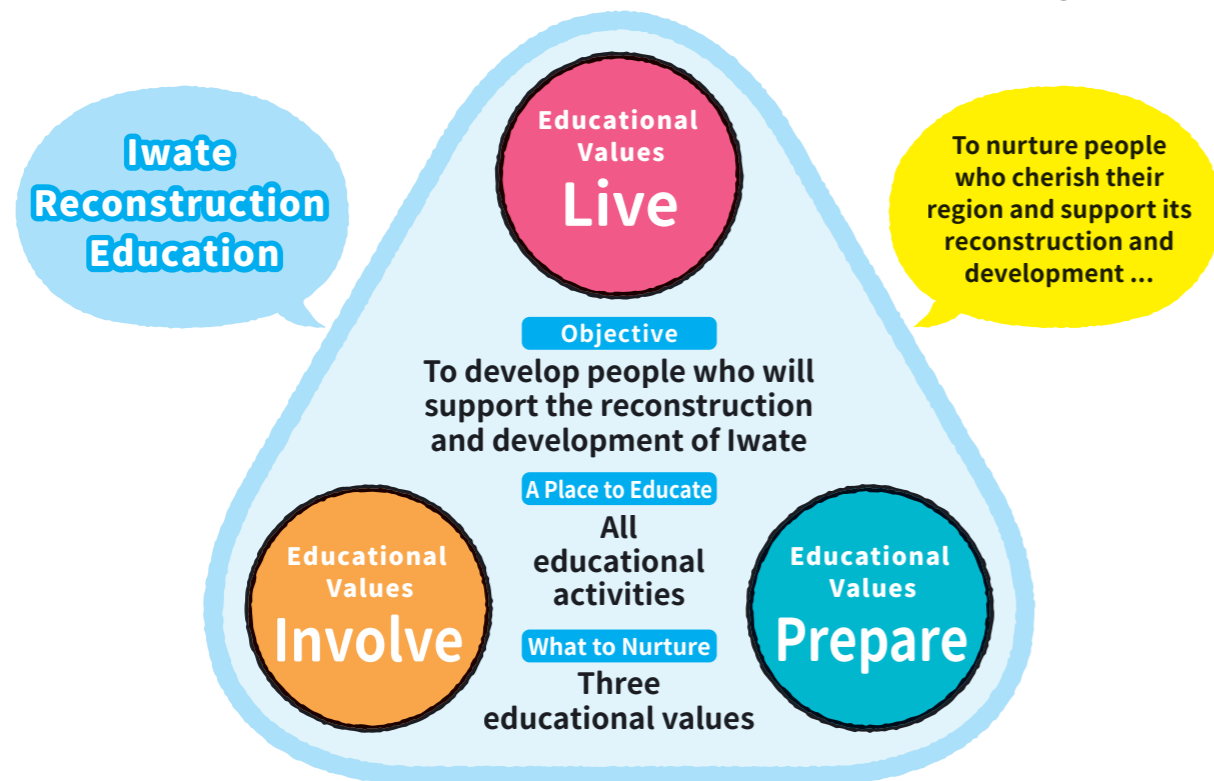 Iwate
Reconstruction
Education
To nurture people
who cherish their
region and support its
reconstruction and
development ...
Educational
Values
Live
Objective
To develop people who will
support the reconstruction
and development of Iwate
A Place to Educate
All
educational
activities
What to Nurture
Three
educational values
Educational
Values
Involve
Educational
Values
Prepare